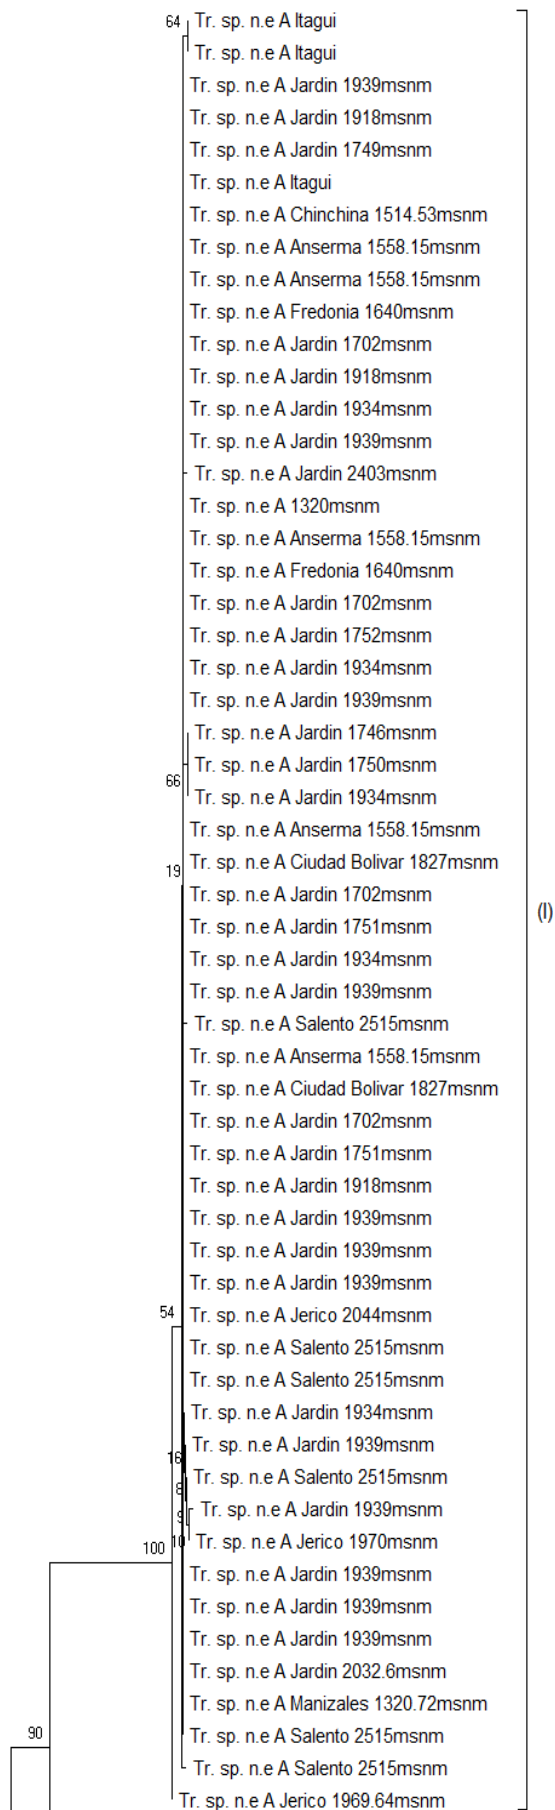 64 Tr. sp. n.e A Itagui
Tr. sp. n.e A Itagui
Tr. sp. n.e A Jardin 1939msnm
Tr. sp. n.e A Jardin 1918msnm
Tr. sp. n.e A Jardin 1749msnm
Tr. sp. n.e A Itagui
Tr. sp. n.e A Chinchina 1514.53msnm
Tr. sp. n.e A Anserma 1558.15msnm
Tr. sp. n.e A Anserma 1558.15msnm
Tr. sp. n.e A Fredonia 1640msnm
Tr. sp. n.e A Jardin 1702msnm
Tr. sp. n.e A Jardin 1918msnm
Tr. sp. n.e A Jardin 1934msnm
Tr. sp. n.e A Jardin 1939msnm
Tr. sp. n.e A Jardin 2403msnm
Tr. sp. n.e A 1320msnm
Tr. sp. n.e A Anserma 1558.15msnm
Tr. sp. n.e A Fredonia 1640msnm
Tr. sp. n.e A Jardin 1702msnm
Tr. sp. n.e A Jardin 1752msnm
Tr. sp. n.e A Jardin 1934msnm
Tr. sp. n.e A Jardin 1939msnm
Tr. sp. n.e A Jardin 1746msnm
Tr. sp. n.e A Jardin 1750msnm
66
Tr. sp. n.e A Jardin 1934msnm
Tr. sp. n.e A Anserma 1558.15msnm
19 Tr. sp. n.e A Ciudad Bolivar 1827msnm
Tr. sp. n.e A Jardin 1702msnm
(I)
Tr. sp. n.e A Jardin 1751msnm
Tr. sp. n.e A Jardin 1934msnm
Tr. sp. n.e A Jardin 1939msnm
Tr. sp. n.e A Salento 2515msnm
Tr. sp. n.e A Anserma 1558.15msnm
Tr. sp. n.e A Ciudad Bolivar 1827msnm
Tr. sp. n.e A Jardin 1702msnm
Tr. sp. n.e A Jardin 1751msnm
Tr. sp. n.e A Jardin 1918msnm
Tr. sp. n.e A Jardin 1939msnm
Tr. sp. n.e A Jardin 1939msnm
Tr. sp. n.e A Jardin 1939msnm
54 Tr. sp. n.e A Jerico 2044msnm
Tr. sp. n.e A Salento 2515msnm
Tr. sp. n.e A Salento 2515msnm
Tr. sp. n.e A Jardin 1934msnm
Tr. sp. n.e A Jardin 1939msnm
16
Tr. sp. n.e A Salento 2515msnm
8
Tr. sp. n.e A Jardin 1939msnm
9
10 Tr. sp. n.e A Jerico 1970msnm
100
Tr. sp. n.e A Jardin 1939msnm
Tr. sp. n.e A Jardin 1939msnm
Tr. sp. n.e A Jardin 1939msnm
Tr. sp. n.e A Jardin 2032.6msnm
Tr. sp. n.e A Manizales 1320.72msnm
90 Tr. sp. n.e A Salento 2515msnm
Tr. sp. n.e A Salento 2515msnm
Tr. sp. n.e A Jerico 1969.64msnm